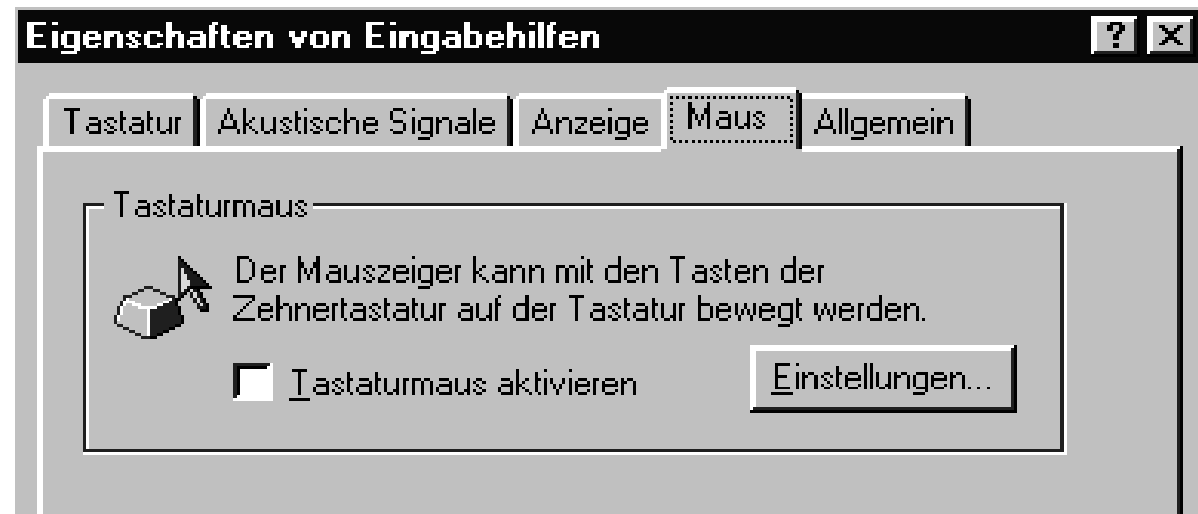 Eigenschaften von Eingabehilfen ? X
Tastatur Akustische Signale Anzeige Maus Allgemein
Tastaturmaus
Der Mauszeiger kann mit den Tasten der
Zehnertastatur auf der Tastatur bewegt werden.
Tastaturmaus aktivieren Einstellungen...